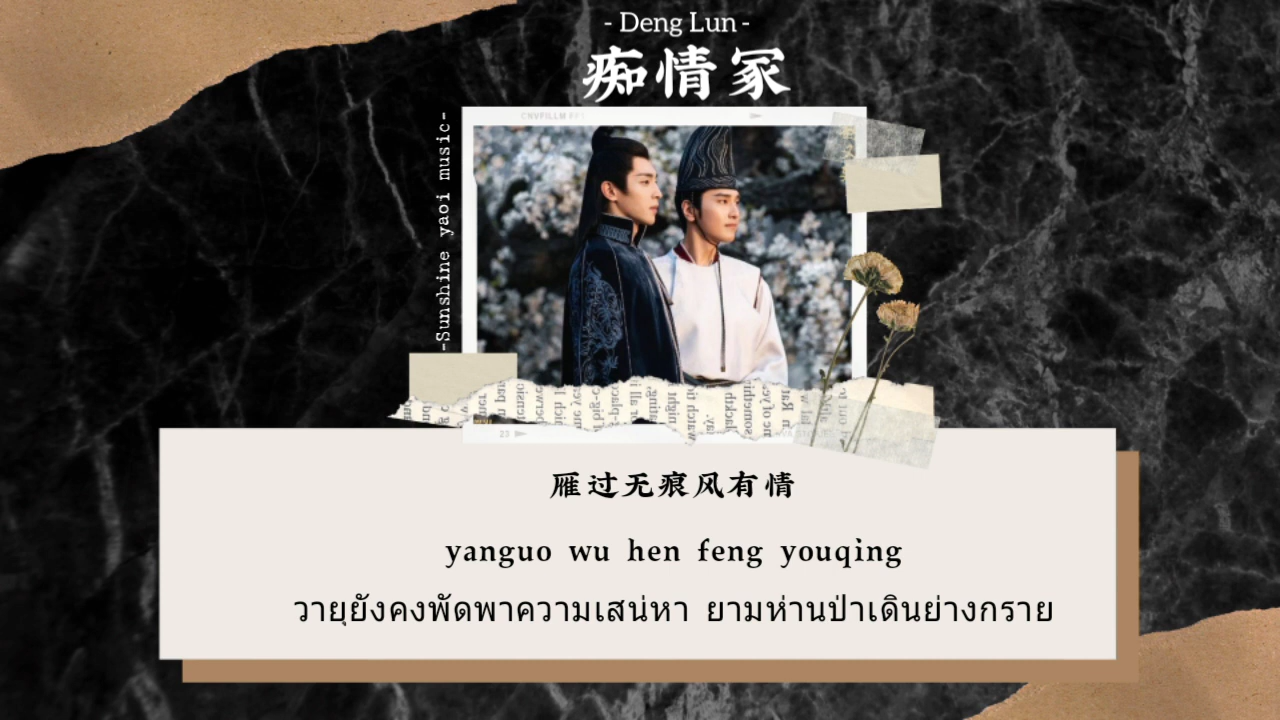 - Deng Lun -
痴情冢
-Sunshine yaoi music-
CNVFILLM FF1
23
雁过无痕风有情
yanguo wu hen feng youqing
วายุยังคงพัดพาความเสน่หา ยามห่านป่าเดินย่างกราย